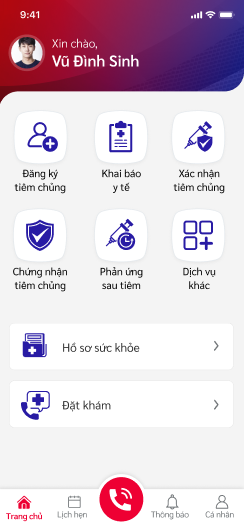 9:41
Xin chào,
Vũ Đình Sinh
Đăng ký
tiêm chủng
Khai báo
y tế
Xác nhận
tiêm chủng
Chứng nhận
tiêm chủng
Phản ứng
sau tiêm
Dịch vụ
khác
Hồ sơ sức khỏe
Đặt khám
Trang chủ
Lịch hẹn
Thông báo
Cá nhân